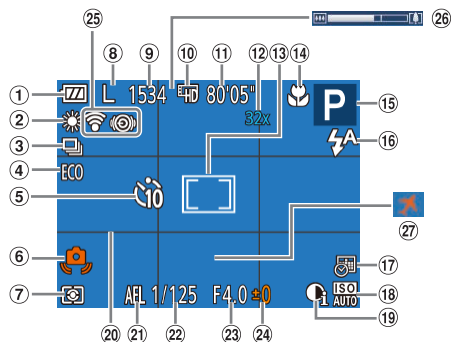 ㉕ ⑧ ⑨ ⑩ ⑪ ⑫ ⑬ ⑭ ㉖
① L 1534 HD 80'05" P ⑮
② 32x
③ ⚡A ⑯
④ ECO
⑤ 10
㉗
⑥ ⑰
⑦ AEL 1/125 F4.0 ±0 i ISO AUTO ⑱
⑳ ㉑ ㉒ ㉓ ㉔ ⑲